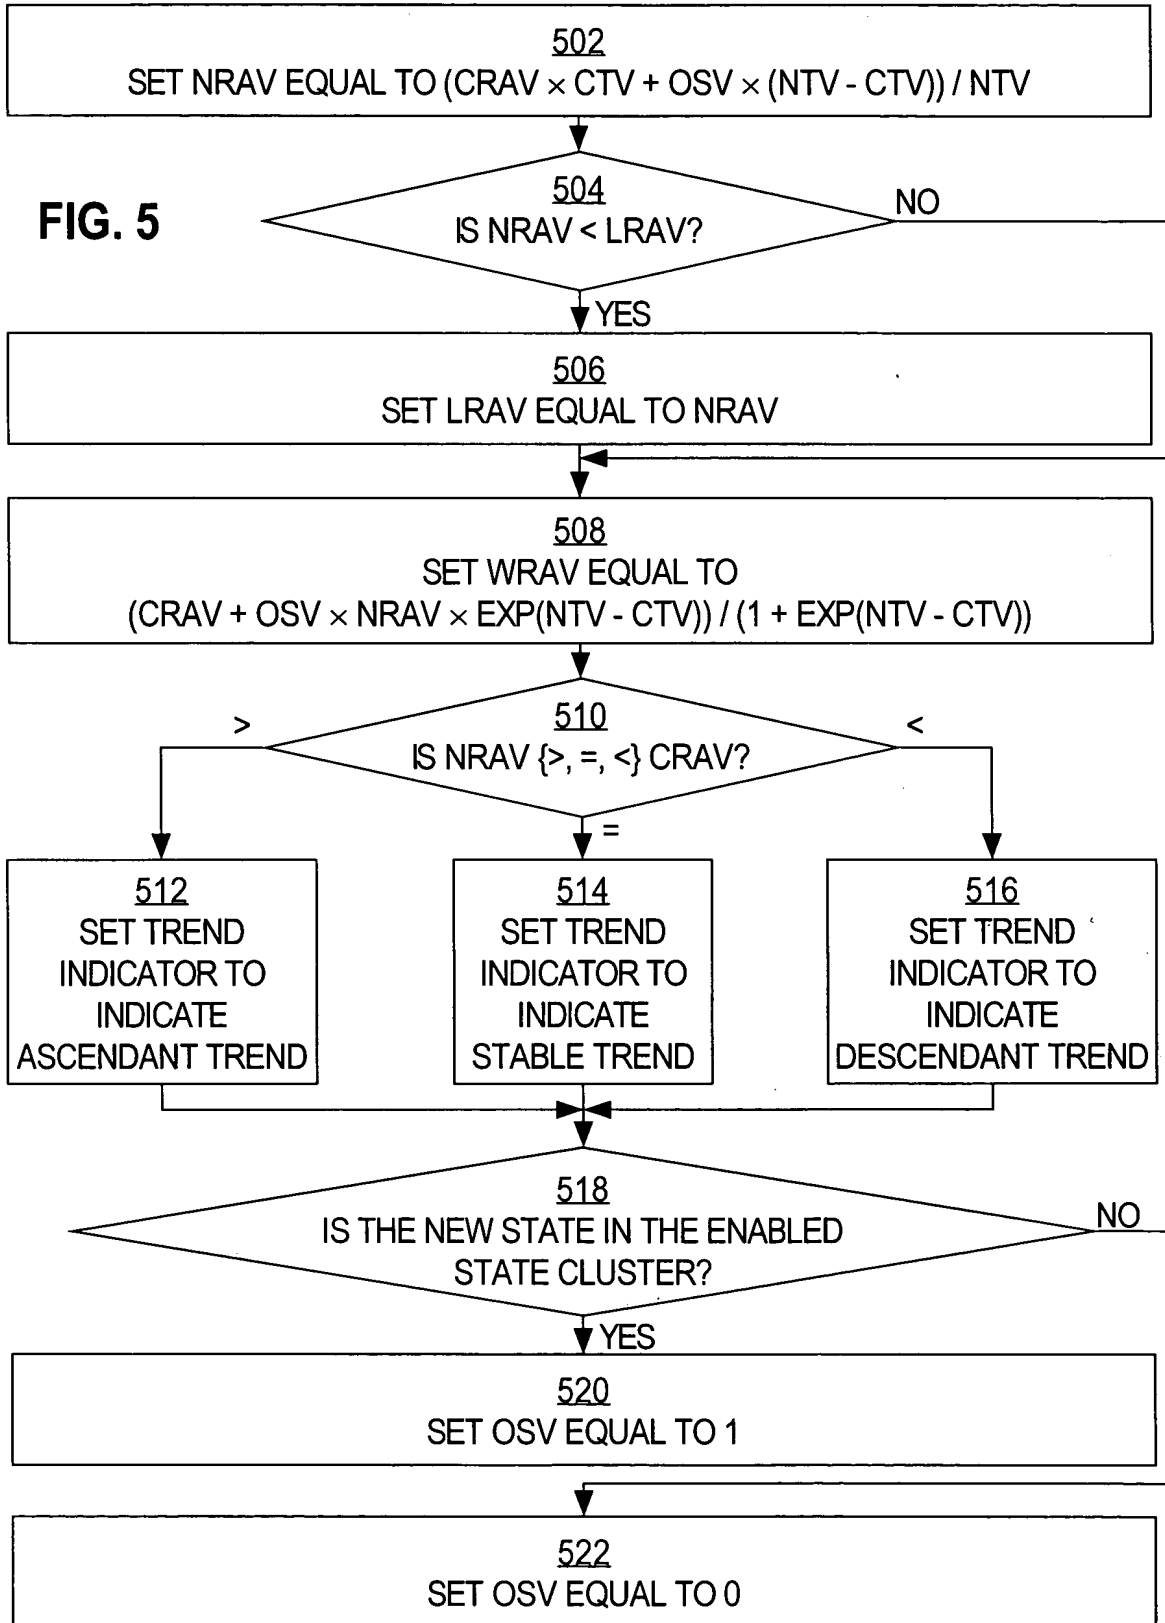 502
SET NRAV EQUAL TO (CRAV × CTV + OSV × (NTV - CTV)) / NTV
FIG. 5
504
IS NRAV < LRAV?
NO
YES
506
SET LRAV EQUAL TO NRAV
508
SET WRAV EQUAL TO
(CRAV + OSV × NRAV × EXP(NTV - CTV)) / (1 + EXP(NTV - CTV))
510
IS NRAV {>, =, <} CRAV?
>
<
=
512
SET TREND
INDICATOR TO
INDICATE
ASCENDANT TREND
514
SET TREND
INDICATOR TO
INDICATE
STABLE TREND
516
SET TREND
INDICATOR TO
INDICATE
DESCENDANT TREND
518
IS THE NEW STATE IN THE ENABLED
STATE CLUSTER?
NO
YES
520
SET OSV EQUAL TO 1
522
SET OSV EQUAL TO 0